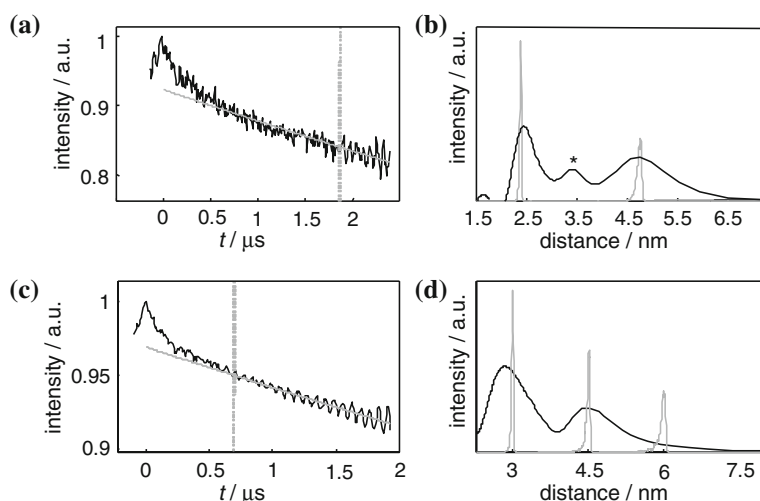 (a)
intensity / a.u.
1
0.9
0.8
0 0.5 1 1.5 2
t / μs
(b)
intensity / a.u.
*
1.5 2.5 3.5 4.5 5.5 6.5
distance / nm
(c)
intensity / a.u.
1
0.95
0.9
0 0.5 1 1.5 2
t / μs
(d)
intensity / a.u.
3 4.5 6 7.5
distance / nm